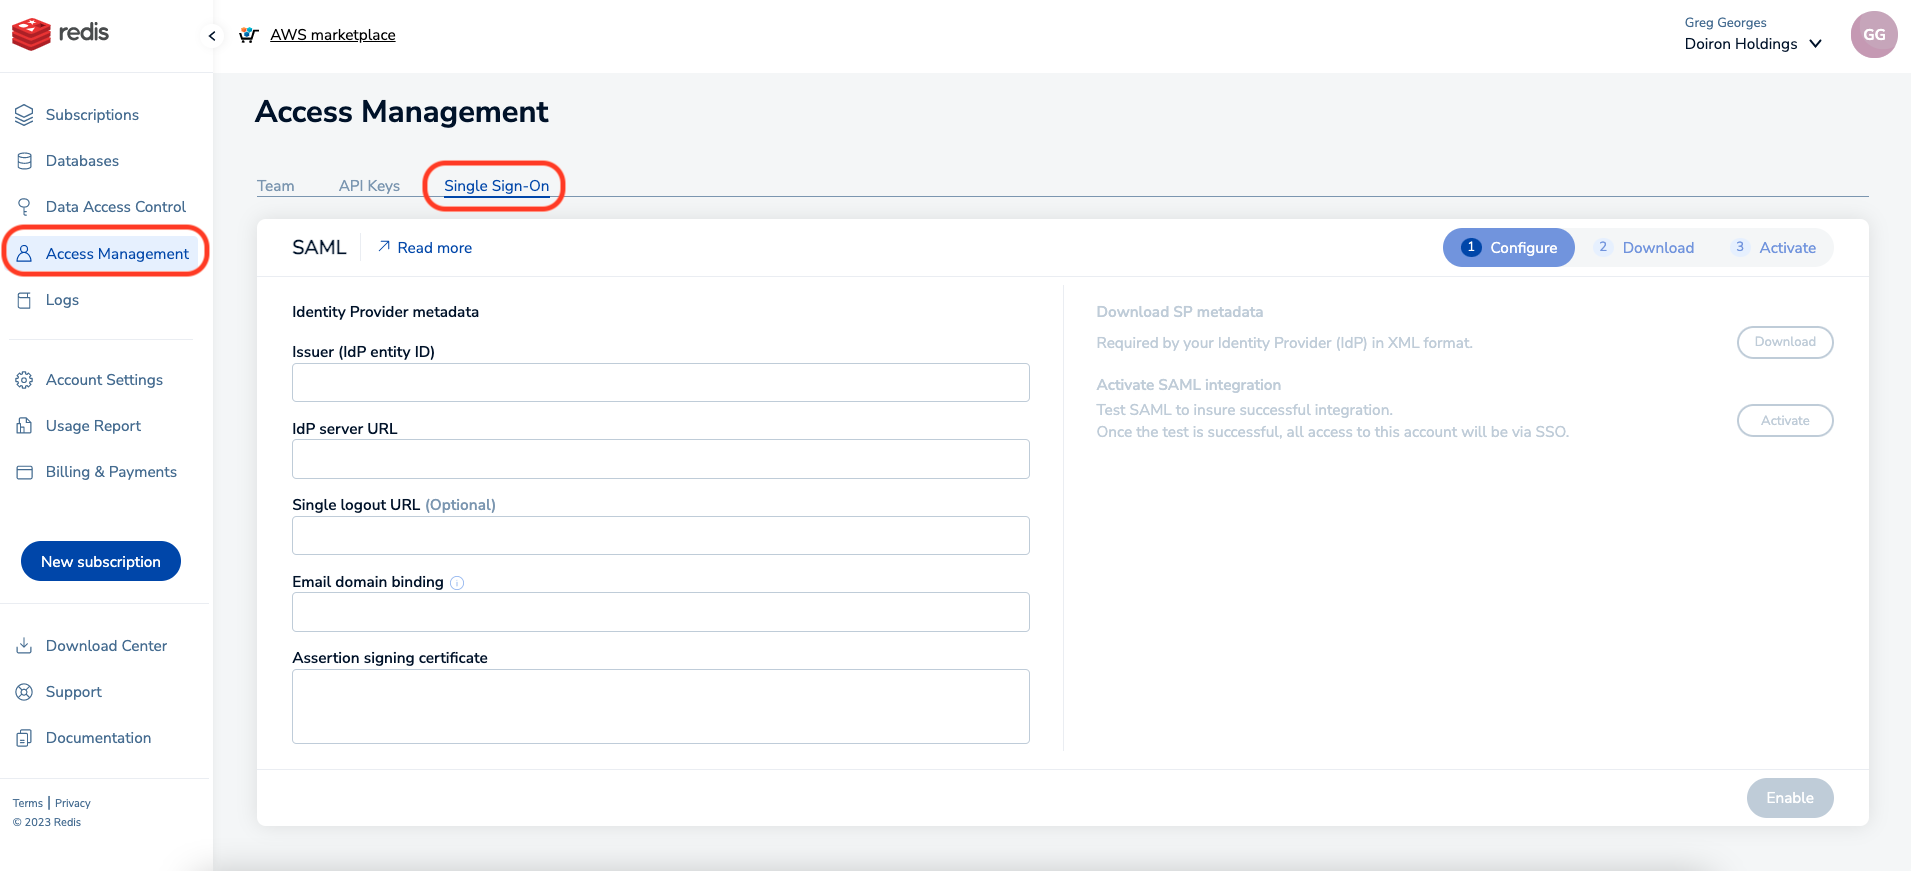 redis
AWS marketplace
Greg Georges
Doiron Holdings
GG
Subscriptions
Databases
Data Access Control
Access Management
Logs
Account Settings
Usage Report
Billing & Payments
New subscription
Download Center
Support
Documentation
Terms | Privacy
© 2023 Redis
Access Management
Team API Keys Single Sign-On
SAML Read more
1 Configure 2 Download 3 Activate
Identity Provider metadata
Issuer (IdP entity ID)
IdP server URL
Single logout URL (Optional)
Email domain binding
Assertion signing certificate
Download SP metadata
Required by your Identity Provider (IdP) in XML format.
Download
Activate SAML integration
Test SAML to insure successful integration.
Once the test is successful, all access to this account will be via SSO.
Activate
Enable